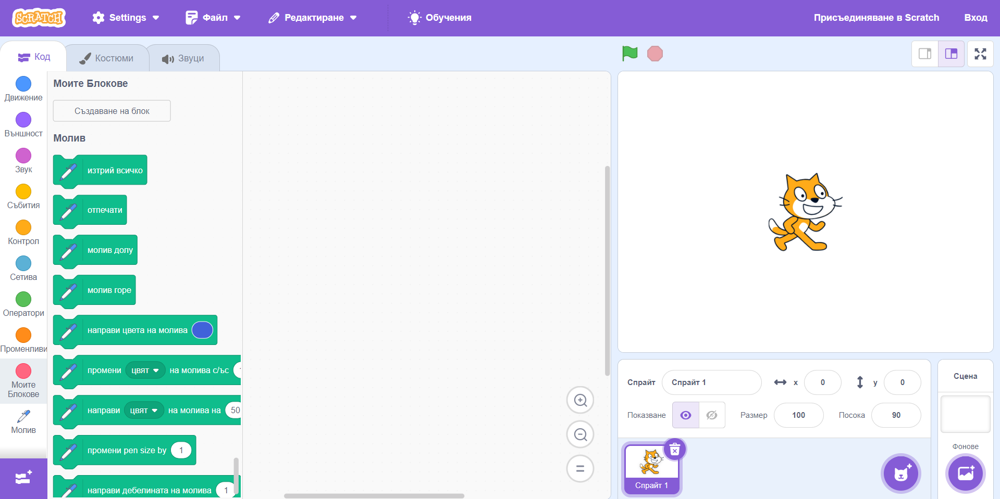 SCRATCH
Settings
Файл
Редактиране
Обучения
Присъединяване в Scratch
Вход
Код
Костюми
Звуци
Движение
Външност
Звук
Събития
Контрол
Сетива
Оператори
Променливи
Моите
Блокове
Молив
Моите Блокове
Създаване на блок
Молив
изтрий всичко
отпечати
молив долу
молив горе
направи цвета на молива
промени цвят на молива с/ъс
направи цвят на молива на 50
промени pen size by 1
направи дебелината на молива 1
Спрайт Спрайт 1 x 0 y 0
Показване Размер 100 Посока 90
Спрайт 1
Сцена
Фонове